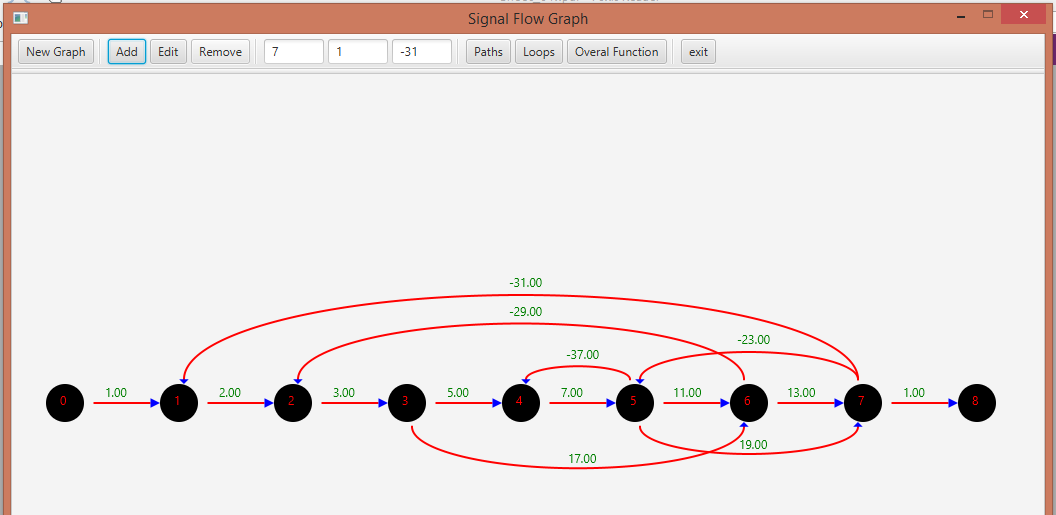 Signal Flow Graph
New Graph Add Edit Remove 7 1 -31 Paths Loops Overal Function exit
-31.00
-29.00
-23.00
-37.00
1.00 2.00 3.00 5.00 7.00 11.00 13.00 1.00
0 1 2 3 4 5 6 7 8
19.00
17.00